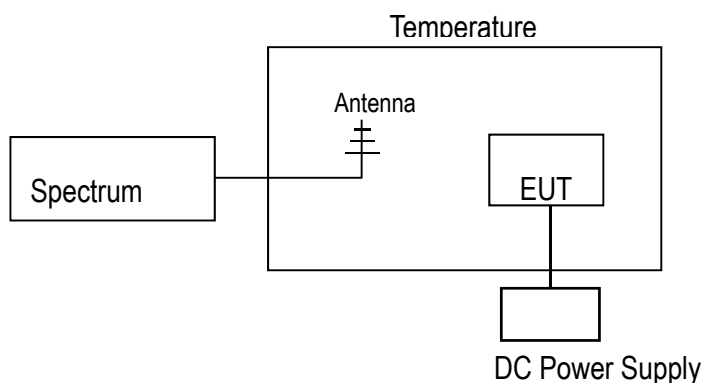 Temperature
Antenna
Spectrum
EUT
DC Power Supply